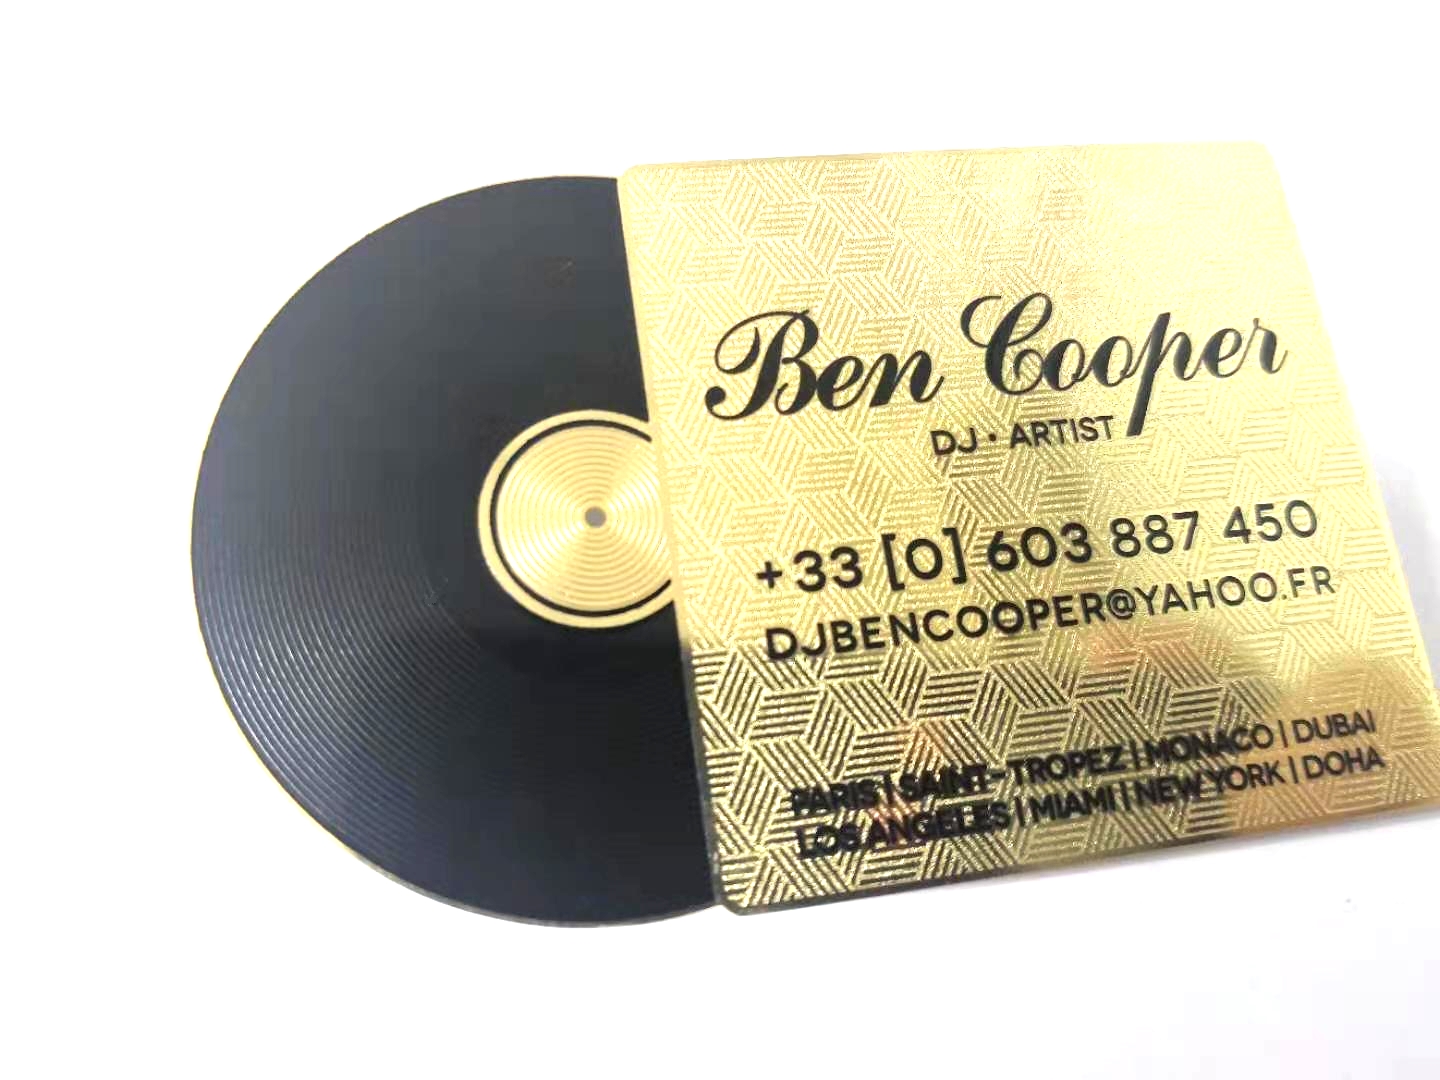 Ben Cooper
DJ · ARTIST
+33 [0] 603 887 450
DJBENCOOPER@YAHOO.FR
PARIS | SAINT-TROPEZ | MONACO | DUBAI
LOS ANGELES | MIAMI | NEW YORK | DOHA